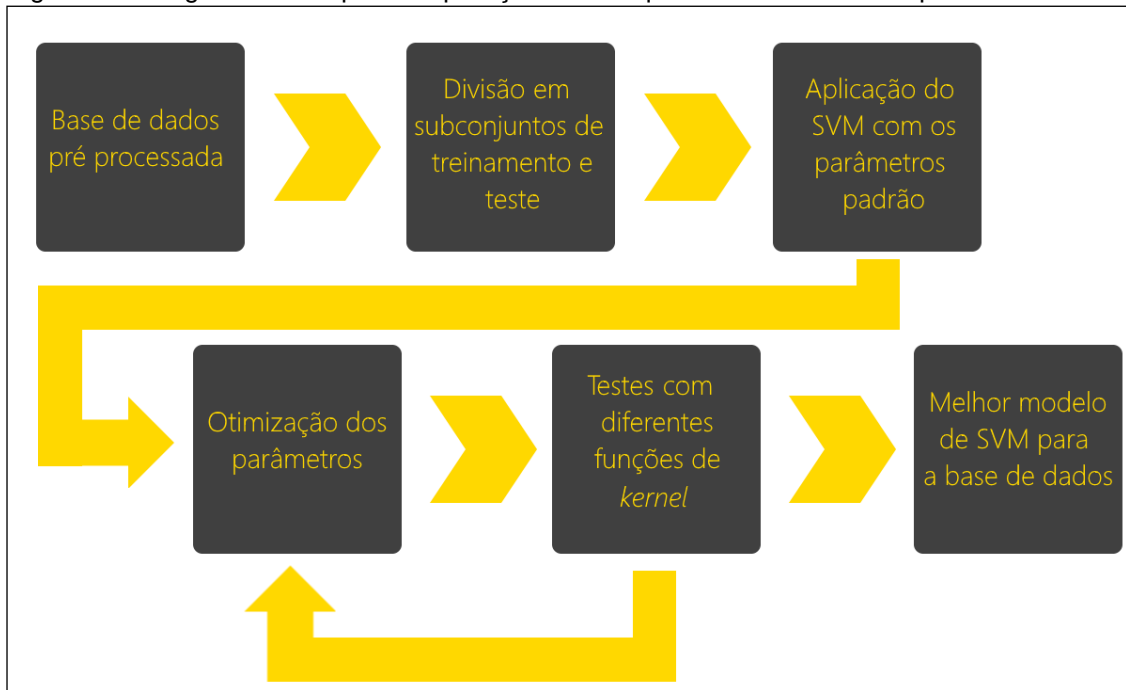 Base de dados
pré processada
Divisão em
subconjuntos de
treinamento e
teste
Aplicação do
SVM com os
parâmetros
padrão
Otimização dos
parâmetros
Testes com
diferentes
funções de
kernel
Melhor modelo
de SVM para
a base de dados